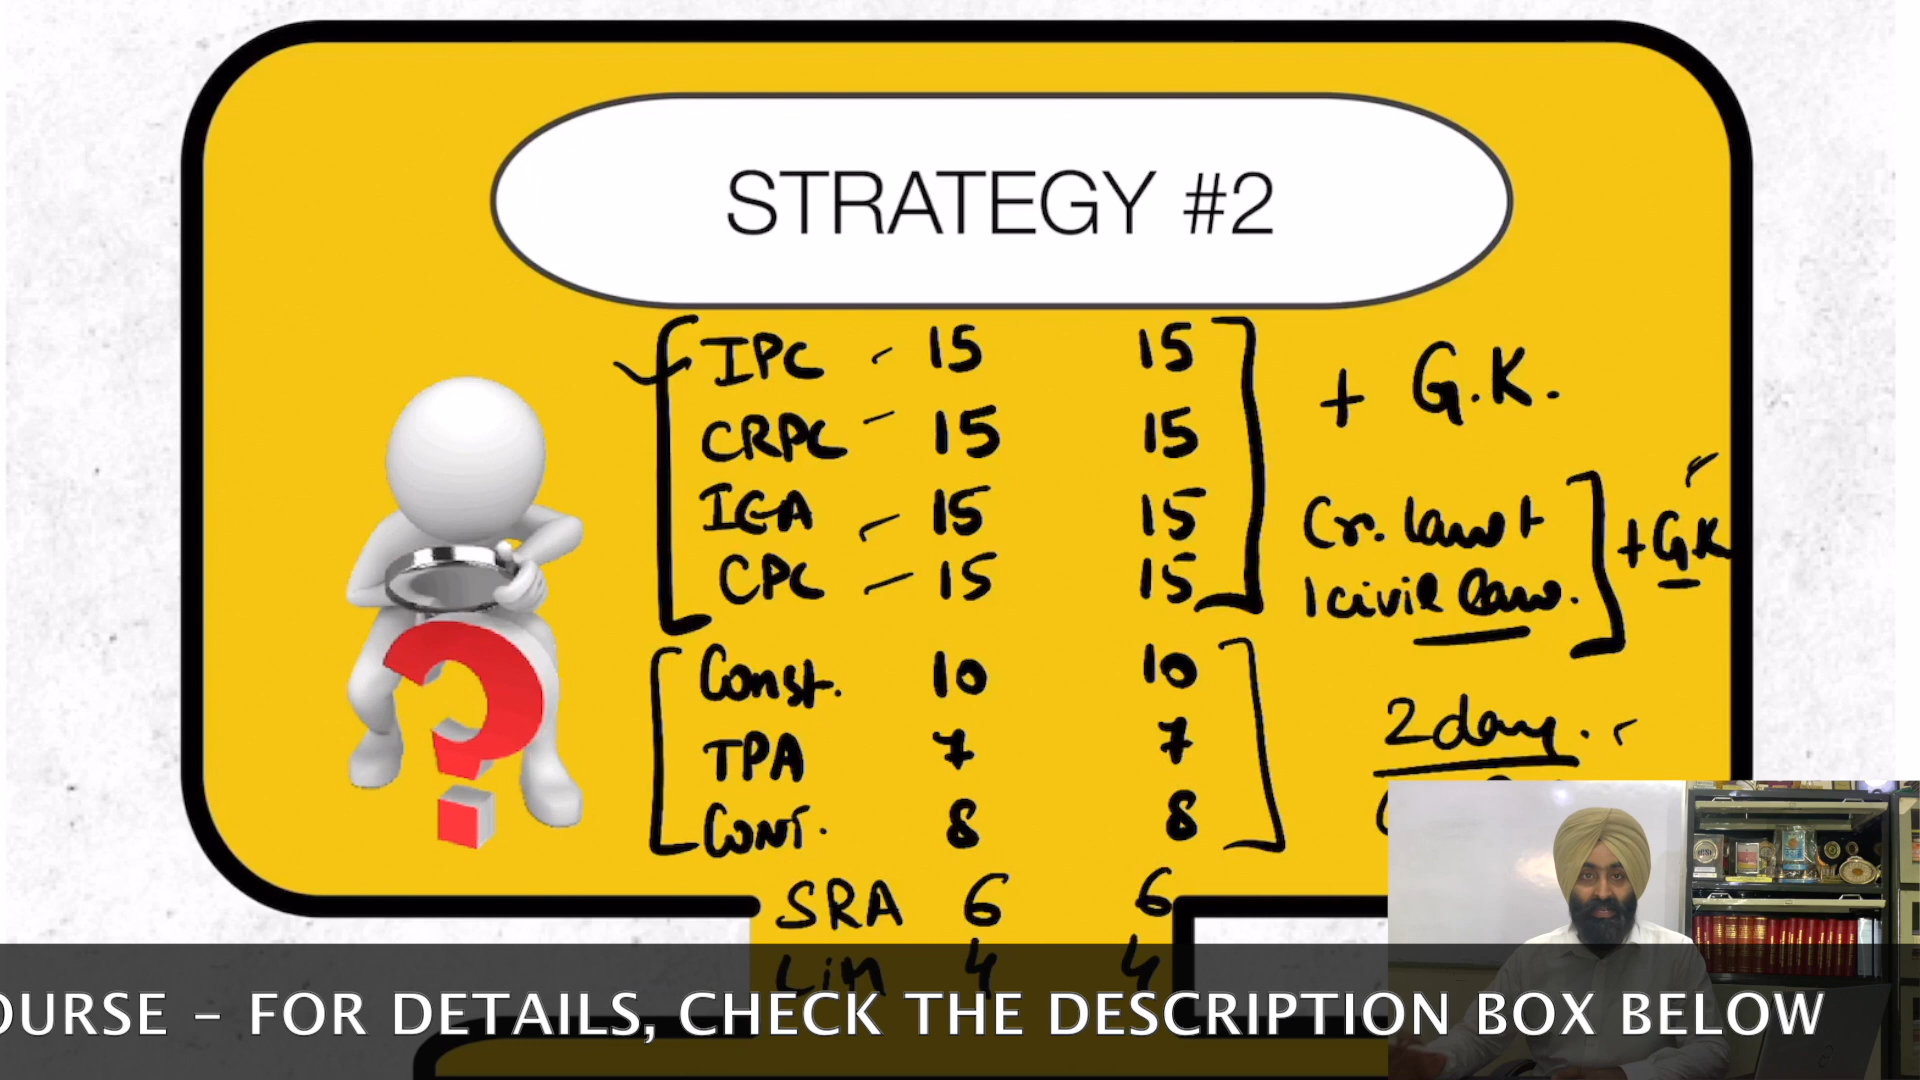 STRATEGY #2
IPC - 15 15
CRPC - 15 15
IEA - 15 15
CPC - 15 15
+ G.K.
Cr. law +
1 civil law.
+ G.K
Const. 10 10
TPA 7 7
Cont. 8 8
2 day.
SRA 6 6
Lim 4 4
OURSE – FOR DETAILS, CHECK THE DESCRIPTION BOX BELOW